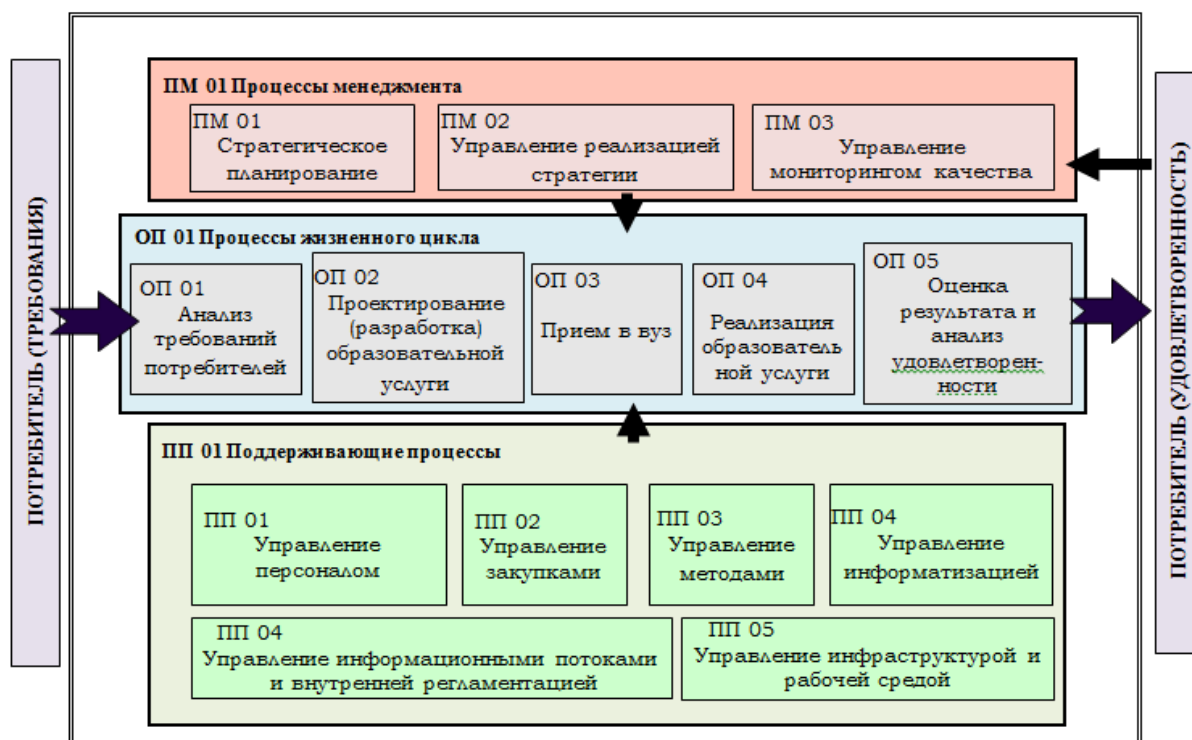 ПОТРЕБИТЕЛЬ (ТРЕБОВАНИЯ)
ПМ 01 Процессы менеджмента
ПМ 01
Стратегическое
планирование
ПМ 02
Управление реализацией
стратегии
ПМ 03
Управление
мониторингом качества
ОП 01 Процессы жизненного цикла
ОП 01
Анализ
требований
потребителей
ОП 02
Проектирование
(разработка)
образовательной
услуги
ОП 03
Прием в вуз
ОП 04
Реализация
образователь
ной услуги
ОП 05
Оценка
результата и
анализ
удовлетворен-
ности
ПП 01 Поддерживающие процессы
ПП 01
Управление
персоналом
ПП 02
Управление
закупками
ПП 03
Управление
методами
ПП 04
Управление
информатизацией
ПП 04
Управление информационными потоками
и внутренней регламентацией
ПП 05
Управление инфраструктурой и
рабочей средой
ПОТРЕБИТЕЛЬ (УДОВЛЕТВОРЕННОСТЬ)